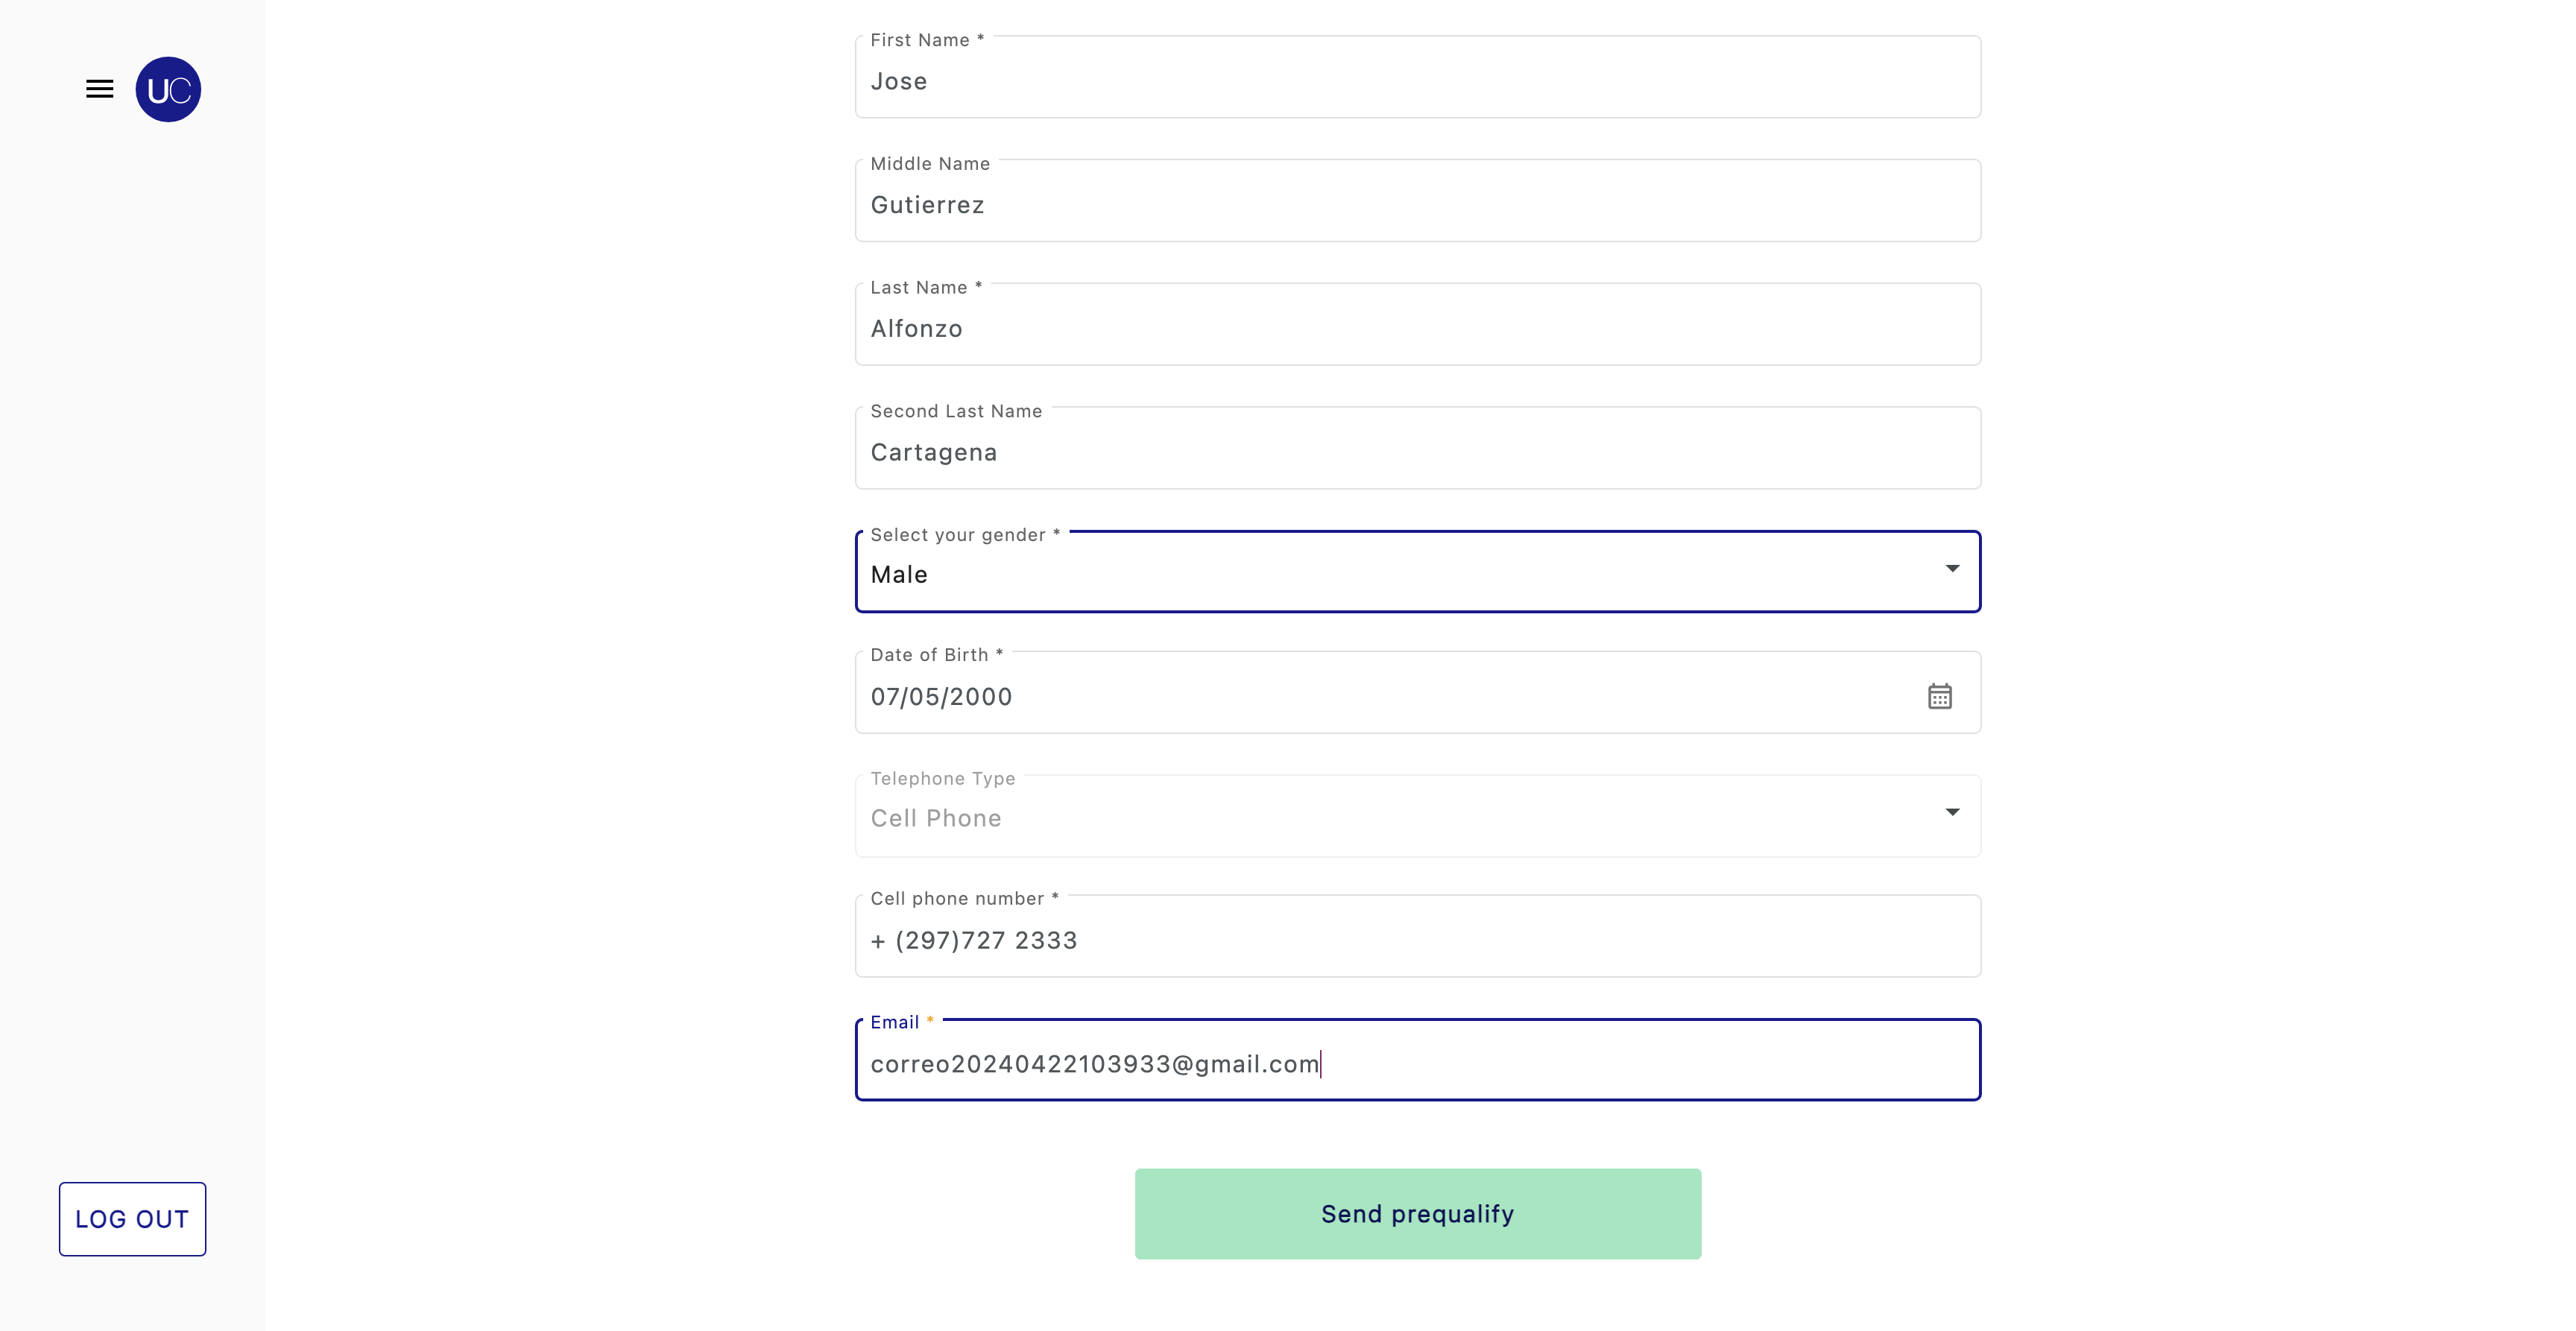 UC
First Name *
Jose
Middle Name
Gutierrez
Last Name *
Alfonzo
Second Last Name
Cartagena
Select your gender *
Male
Date of Birth *
07/05/2000
Telephone Type
Cell Phone
Cell phone number *
+ (297)727 2333
Email *
correo20240422103933@gmail.com
Send prequalify
LOG OUT